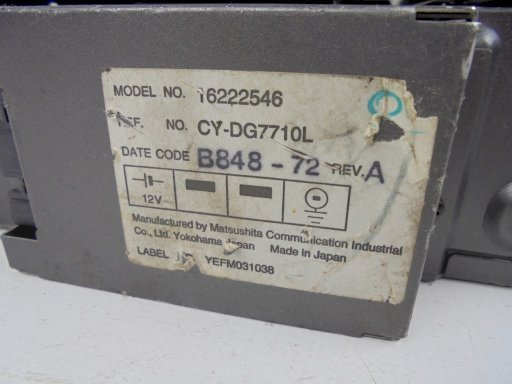 MODEL NO. 16222546
NO. CY-DG7710L
DATE CODE B848-72 REV. A
12V
Manufactured by Matsushita Communication Industrial
Co., Ltd. Yokohama Japan Made in Japan
LABEL YEFM031038